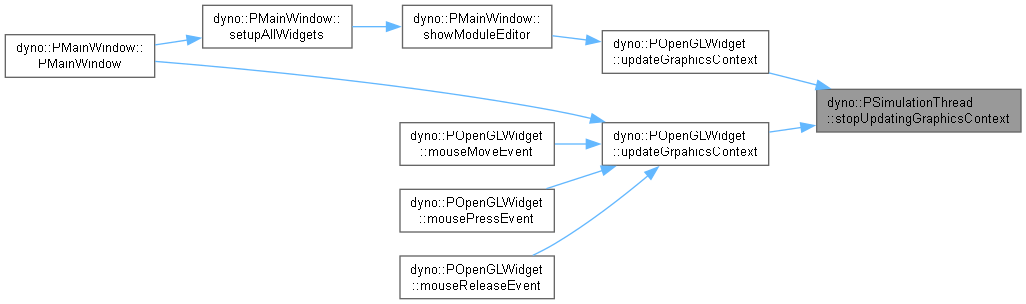 dyno::PMainWindow::
PMainWindow
dyno::PMainWindow::
setupAllWidgets
dyno::PMainWindow::
showModuleEditor
dyno::POpenGLWidget
::updateGraphicsContext
dyno::PSimulationThread
::stopUpdatingGraphicsContext
dyno::POpenGLWidget
::mouseMoveEvent
dyno::POpenGLWidget
::updateGrpahicsContext
dyno::POpenGLWidget
::mousePressEvent
dyno::POpenGLWidget
::mouseReleaseEvent